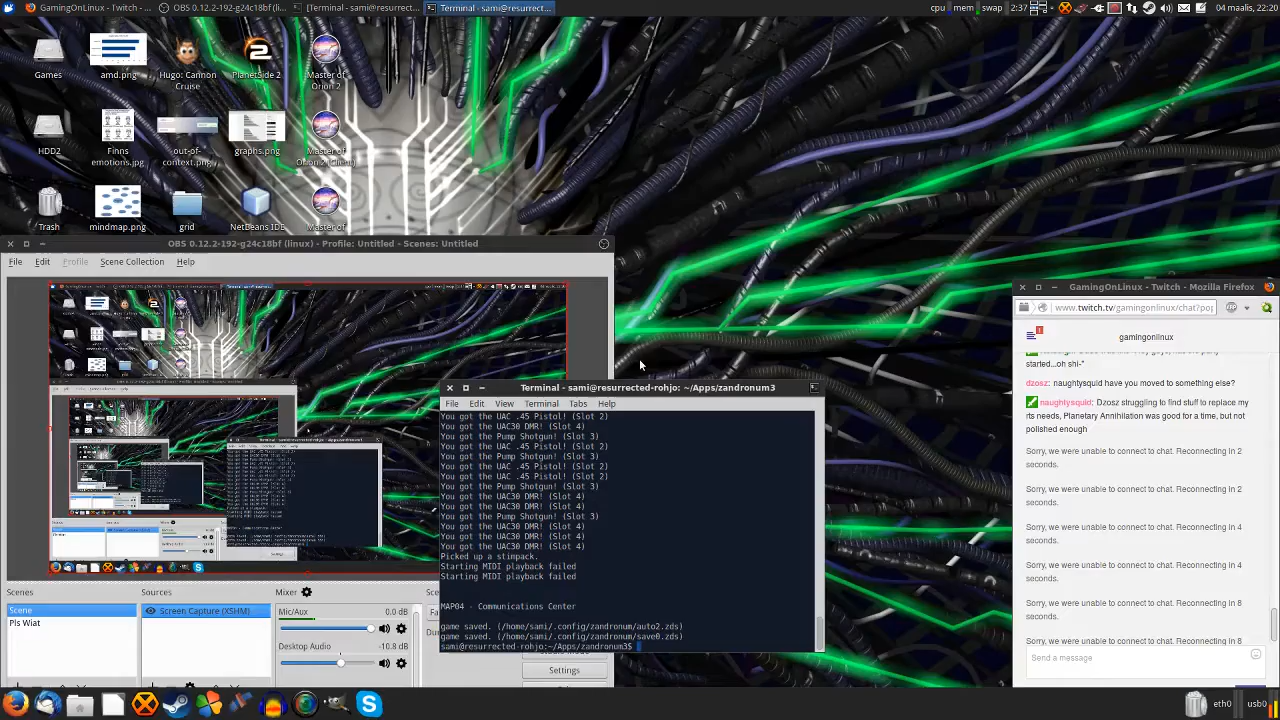 GamingOnLinux - Twitch -...
OBS 0.12.2-192-g24c18bf (li...
[Terminal - sami@resurrect...
Terminal - sami@resurrect...
cpu
mem
swap
2:37
22:20
Games
amd.png
Hugo: Cannon
Cruise
PlanetSide 2
Master of
Orion 2
HDD2
Finns
emotions.jpg
out-of-
context.png
graphs.png
Master of
Orion 2 (Client)
Trash
mindmap.png
grid
NetBeans IDE
OBS 0.12.2-192-g24c18bf (linux) - Profile: Untitled - Scenes: Untitled
File Edit Profile Scene Collection Help
Scenes
Scene
Pls Wiat
Sources
Screen Capture (XSHM)
Mixer
Mic/Aux
0.0 dB
Desktop Audio
-10.8 dB
Settings
Terminal - sami@resurrected-rohjo: ~/Apps/zandronum3
File Edit View Terminal Tabs Help
You got the UAC .45 Pistol! (Slot 2)
You got the UAC30 DMR! (Slot 4)
You got the Pump Shotgun! (Slot 3)
You got the UAC .45 Pistol! (Slot 2)
You got the Pump Shotgun! (Slot 3)
You got the UAC .45 Pistol! (Slot 2)
You got the UAC .45 Pistol! (Slot 2)
You got the Pump Shotgun! (Slot 3)
You got the UAC30 DMR! (Slot 4)
You got the UAC30 DMR! (Slot 4)
You got the Pump Shotgun! (Slot 3)
You got the UAC30 DMR! (Slot 4)
You got the UAC30 DMR! (Slot 4)
You got the UAC30 DMR! (Slot 4)
Picked up a stimpack.
Starting MIDI playback failed
Starting MIDI playback failed
MAP04 - Communications Center
game saved. (/home/sami/.config/zandronum/auto2.zds)
game saved. (/home/sami/.config/zandronum/save0.zds)
sami@resurrected-rohjo:~/Apps/zandronum3$
GamingOnLinux - Twitch - Mozilla Firefox
www.twitch.tv/gamingonlinux/chat?pop
1
gamingonlinux
started...oh shi-"
dzosz: naughtysquid have you moved to something else
naughtysquid: Dzosz struggling to find stuff to replace my
rts needs, Planetary Annihilation was good for a time, but not
polished enough
Sorry, we were unable to connect to chat. Reconnecting in 2
seconds.
Sorry, we were unable to connect to chat. Reconnecting in 4
seconds.
Sorry, we were unable to connect to chat. Reconnecting in 4
seconds.
Sorry, we were unable to connect to chat. Reconnecting in 6
seconds.
Sorry, we were unable to connect to chat. Reconnecting in 6
seconds.
Sorry, we were unable to connect to chat. Reconnecting in 8
Send a message
eth0
usb0